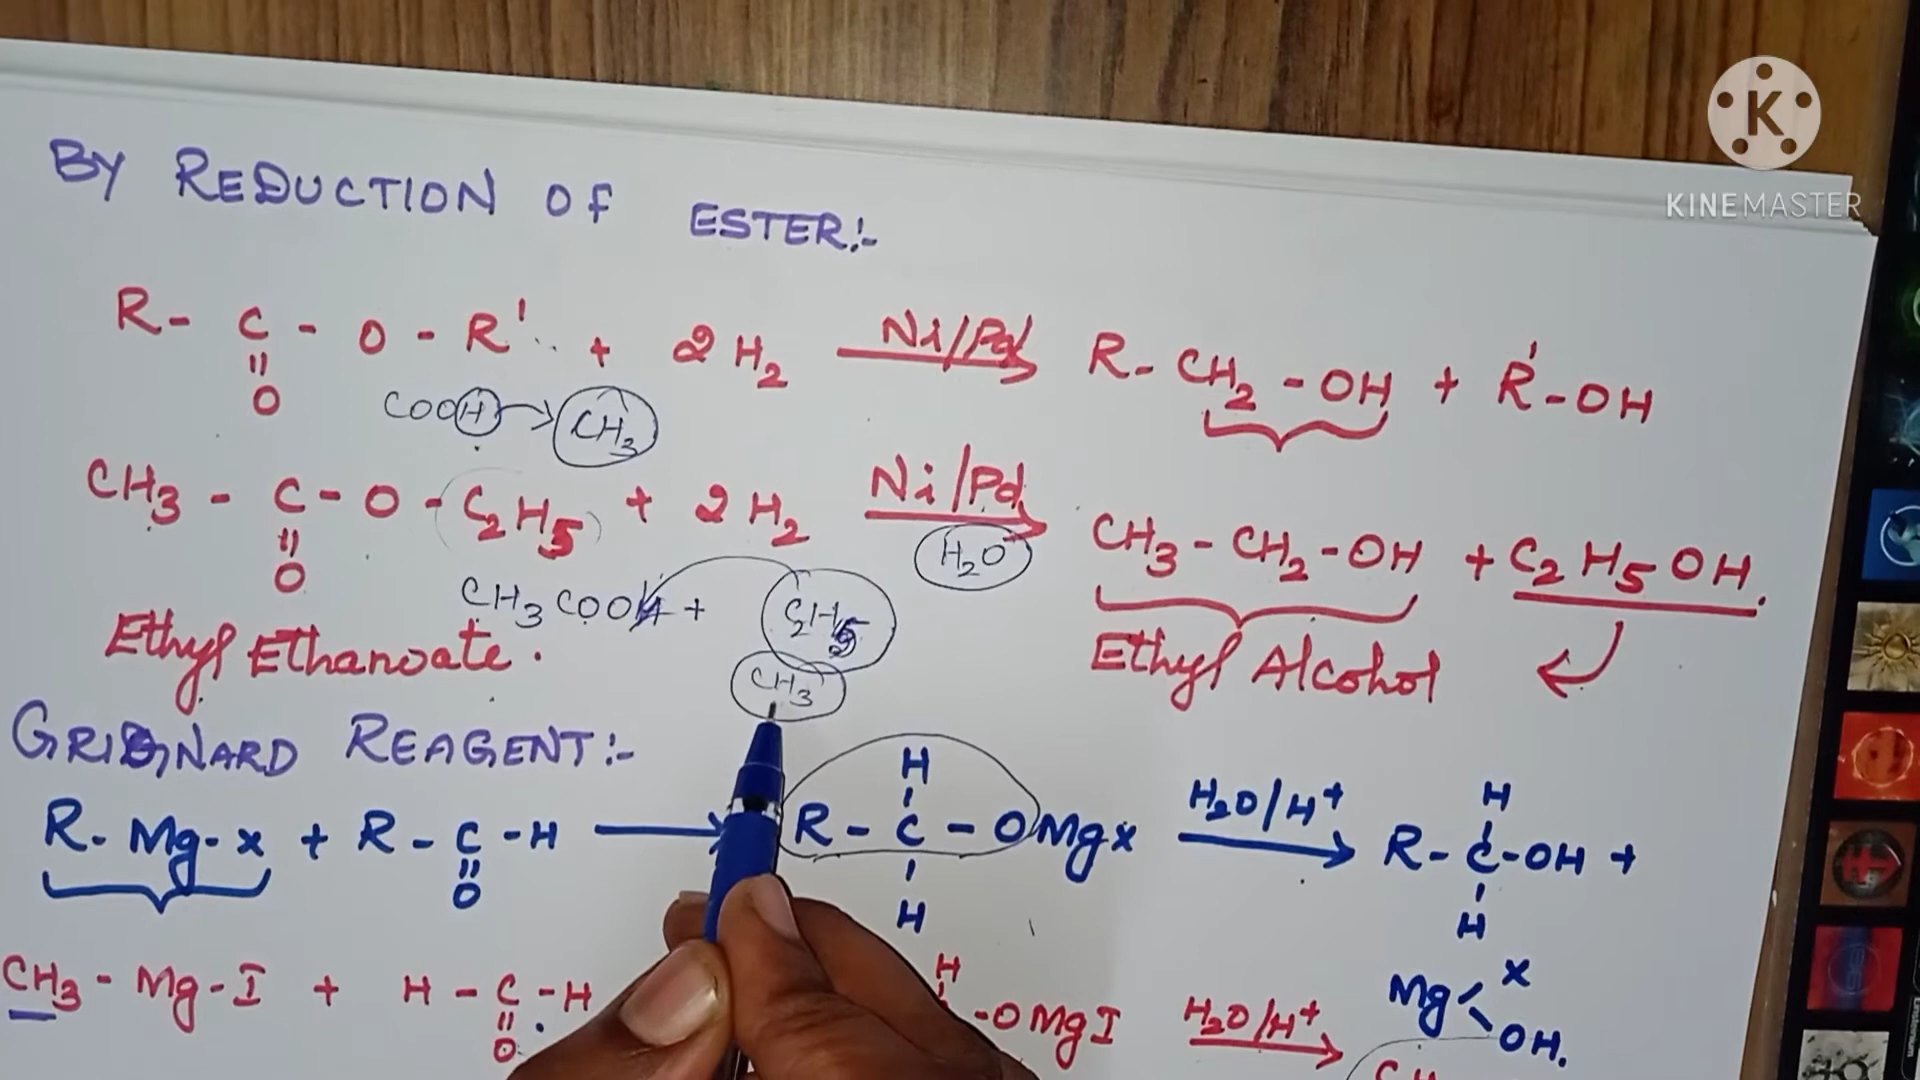 KINEMASTER
BY REDUCTION OF ESTER:-
R - C - O - R' + 2H2 Ni/Pd R - CH2 - OH + R' - OH
=
O
COOH → CH3
CH3 - C - O - C2H5 + 2H2 Ni/Pd CH3 - CH2 - OH + C2H5OH.
=
O
H2O
CH3COOH + C2H5
Ethyl Ethanoate.
Ethyl Alcohol
CH3
GRIGNARD REAGENT:-
H
H
R - Mg - x + R - C - H → R - C - OMgx H2O/H+ R - C - OH +
=
O
H
H
CH3 - Mg - I + H - C - H
=
O
H
- OMgI H2O/H+
Mg
x
OH.